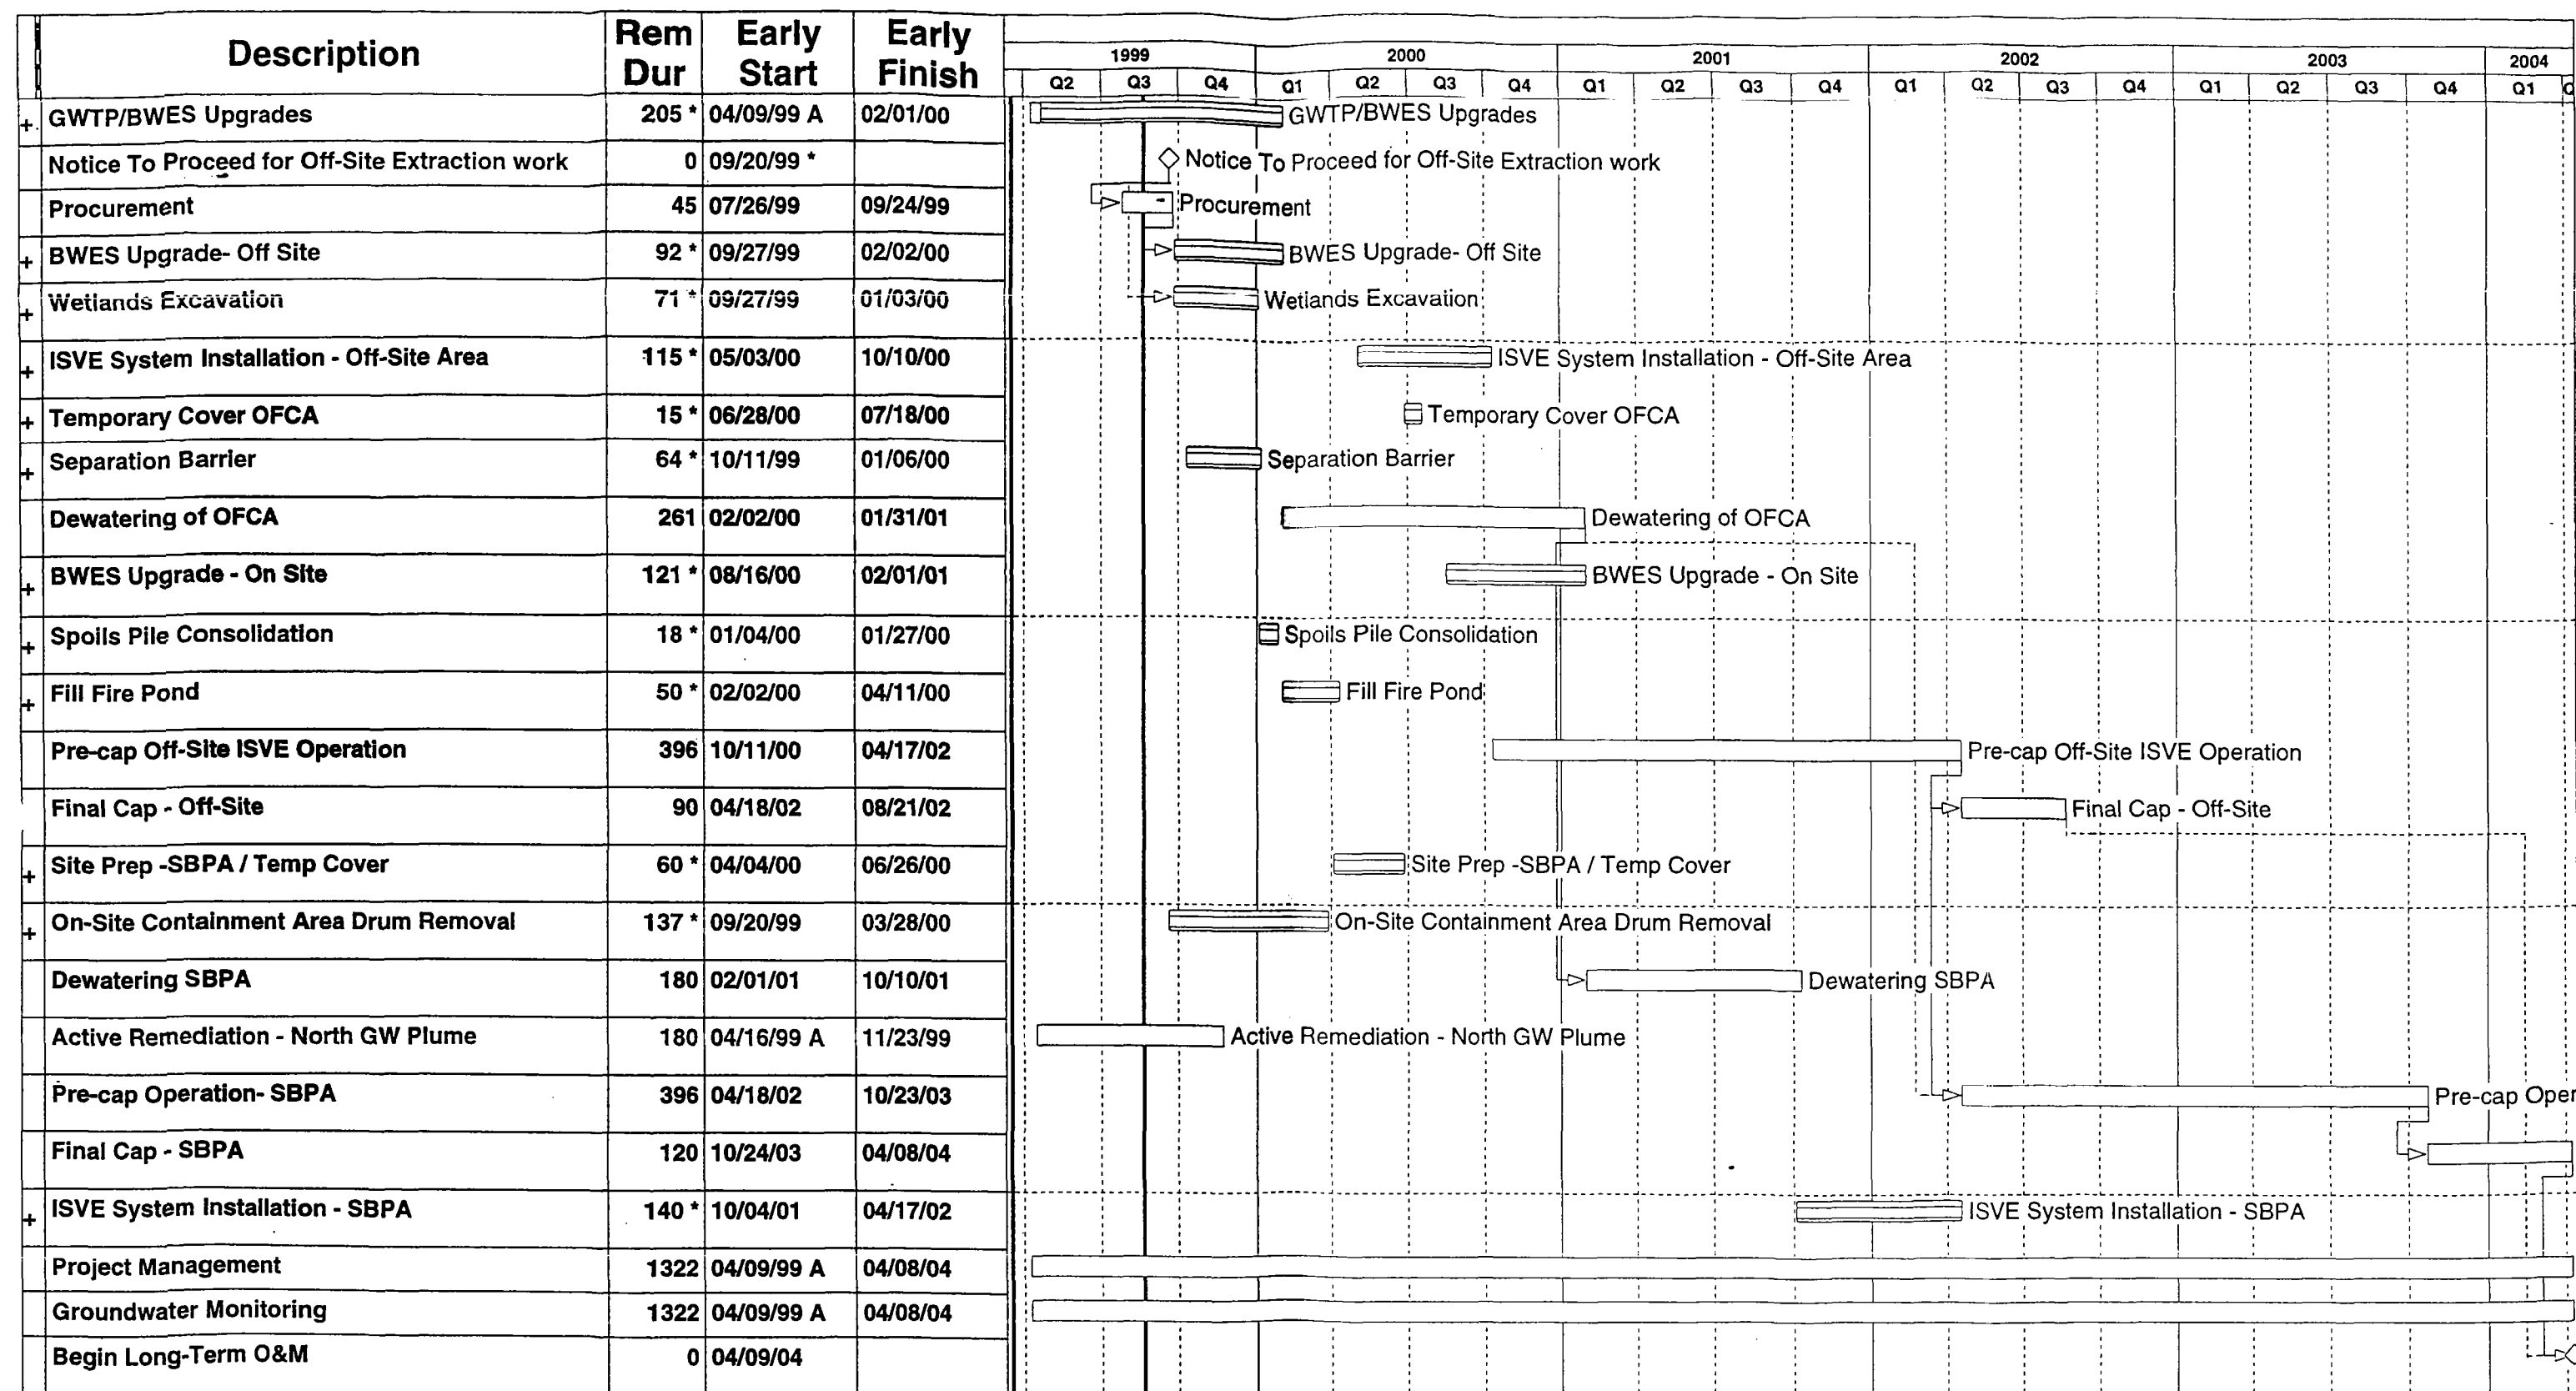 Description Rem Dur Early Start Early Finish
1999 2000 2001 2002 2003 2004
Q2 Q3 Q4 Q1 Q2 Q3 Q4 Q1 Q2 Q3 Q4 Q1 Q2 Q3 Q4 Q1 Q2 Q3 Q4 Q1
+ GWTP/BWES Upgrades 205 * 04/09/99 A 02/01/00 GWTP/BWES Upgrades
Notice To Proceed for Off-Site Extraction work 0 09/20/99 * Notice To Proceed for Off-Site Extraction work
Procurement 45 07/26/99 09/24/99 Procurement
+ BWES Upgrade- Off Site 92 * 09/27/99 02/02/00 BWES Upgrade- Off Site
+ Wetlands Excavation 71 * 09/27/99 01/03/00 Wetlands Excavation
+ ISVE System Installation - Off-Site Area 115 * 05/03/00 10/10/00 ISVE System Installation - Off-Site Area
+ Temporary Cover OFCA 15 * 06/28/00 07/18/00 Temporary Cover OFCA
+ Separation Barrier 64 * 10/11/99 01/06/00 Separation Barrier
Dewatering of OFCA 261 02/02/00 01/31/01 Dewatering of OFCA
+ BWES Upgrade - On Site 121 * 08/16/00 02/01/01 BWES Upgrade - On Site
+ Spoils Pile Consolidation 18 * 01/04/00 01/27/00 Spoils Pile Consolidation
+ Fill Fire Pond 50 * 02/02/00 04/11/00 Fill Fire Pond
Pre-cap Off-Site ISVE Operation 396 10/11/00 04/17/02 Pre-cap Off-Site ISVE Operation
Final Cap - Off-Site 90 04/18/02 08/21/02 Final Cap - Off-Site
+ Site Prep -SBPA / Temp Cover 60 * 04/04/00 06/26/00 Site Prep -SBPA / Temp Cover
+ On-Site Containment Area Drum Removal 137 * 09/20/99 03/28/00 On-Site Containment Area Drum Removal
Dewatering SBPA 180 02/01/01 10/10/01 Dewatering SBPA
Active Remediation - North GW Plume 180 04/16/99 A 11/23/99 Active Remediation - North GW Plume
Pre-cap Operation- SBPA 396 04/18/02 10/23/03 Pre-cap Oper
Final Cap - SBPA 120 10/24/03 04/08/04
+ ISVE System Installation - SBPA 140 * 10/04/01 04/17/02 ISVE System Installation - SBPA
Project Management 1322 04/09/99 A 04/08/04
Groundwater Monitoring 1322 04/09/99 A 04/08/04
Begin Long-Term O&M 0 04/09/04